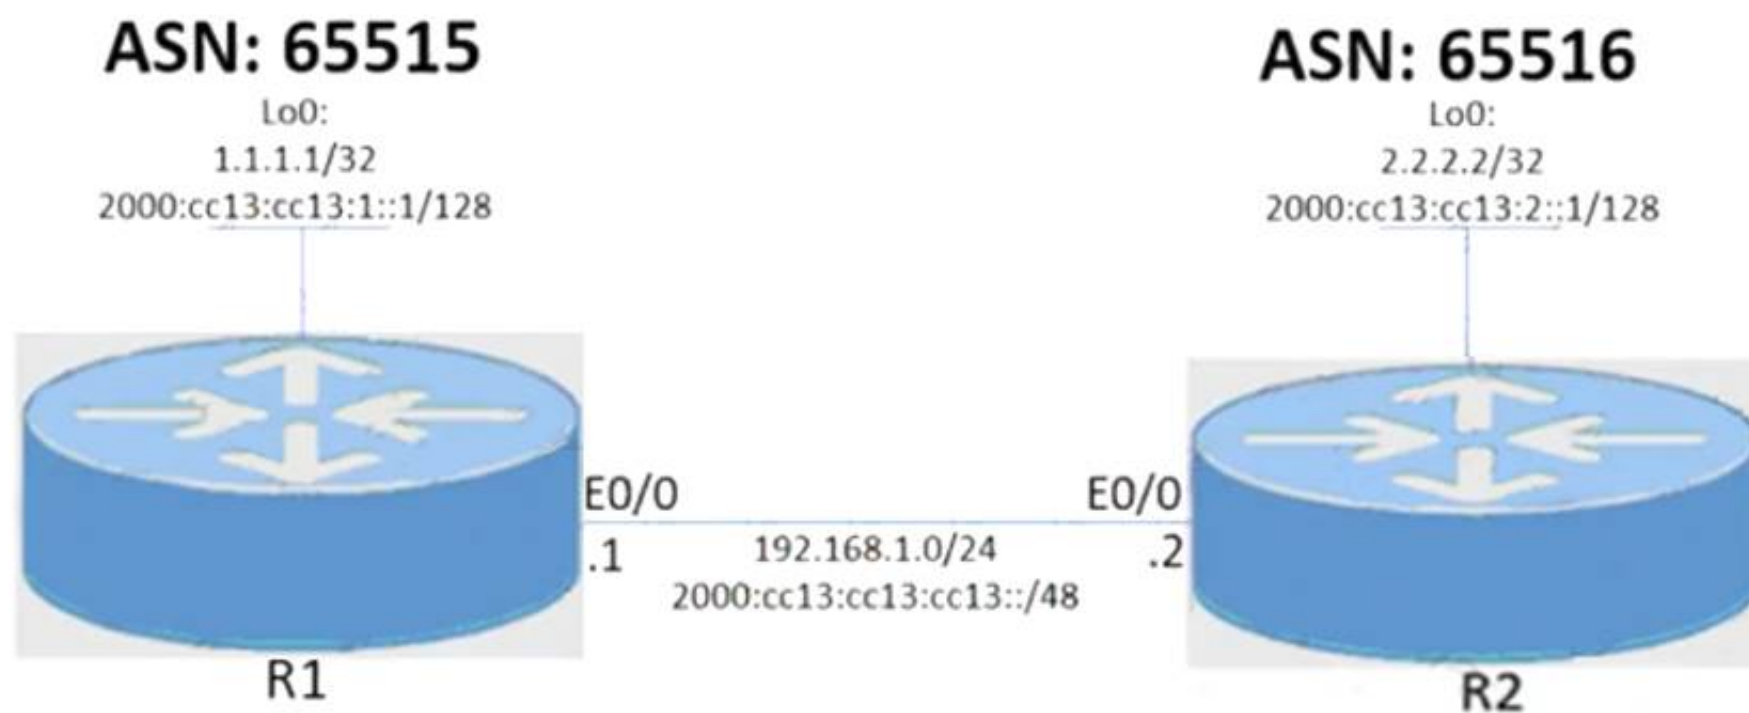 ASN: 65515
Lo0:
1.1.1.1/32
2000:cc13:cc13:1::1/128
ASN: 65516
Lo0:
2.2.2.2/32
2000:cc13:cc13:2::1/128
E0/0
E0/0
.1
192.168.1.0/24
.2
2000:cc13:cc13:cc13::/48
R1
R2